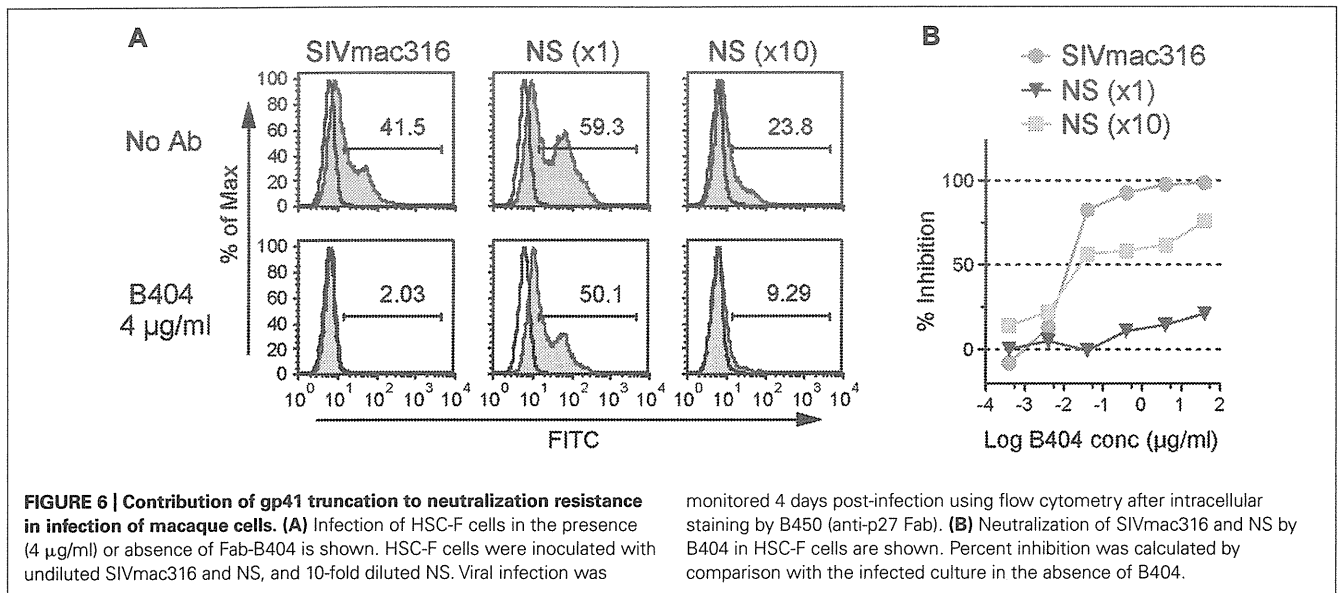 A
SIVmac316 NS (x1) NS (x10)
No Ab
B404
4 µg/ml
% of Max
100
80
60
40
20
0
41.5
59.3
23.8
100
80
60
40
20
0
2.03
50.1
9.29
10^0 10^1 10^2 10^3 10^4 10^0 10^1 10^2 10^3 10^4 10^0 10^1 10^2 10^3 10^4
FITC
B
SIVmac316
NS (x1)
NS (x10)
% Inhibition
100
50
0
-4 -3 -2 -1 0 1 2
Log B404 conc (µg/ml)
FIGURE 6 | Contribution of gp41 truncation to neutralization resistance
in infection of macaque cells. (A) Infection of HSC-F cells in the presence
(4 µg/ml) or absence of Fab-B404 is shown. HSC-F cells were inoculated with
undiluted SIVmac316 and NS, and 10-fold diluted NS. Viral infection was
monitored 4 days post-infection using flow cytometry after intracellular
staining by B450 (anti-p27 Fab). (B) Neutralization of SIVmac316 and NS by
B404 in HSC-F cells are shown. Percent inhibition was calculated by
comparison with the infected culture in the absence of B404.